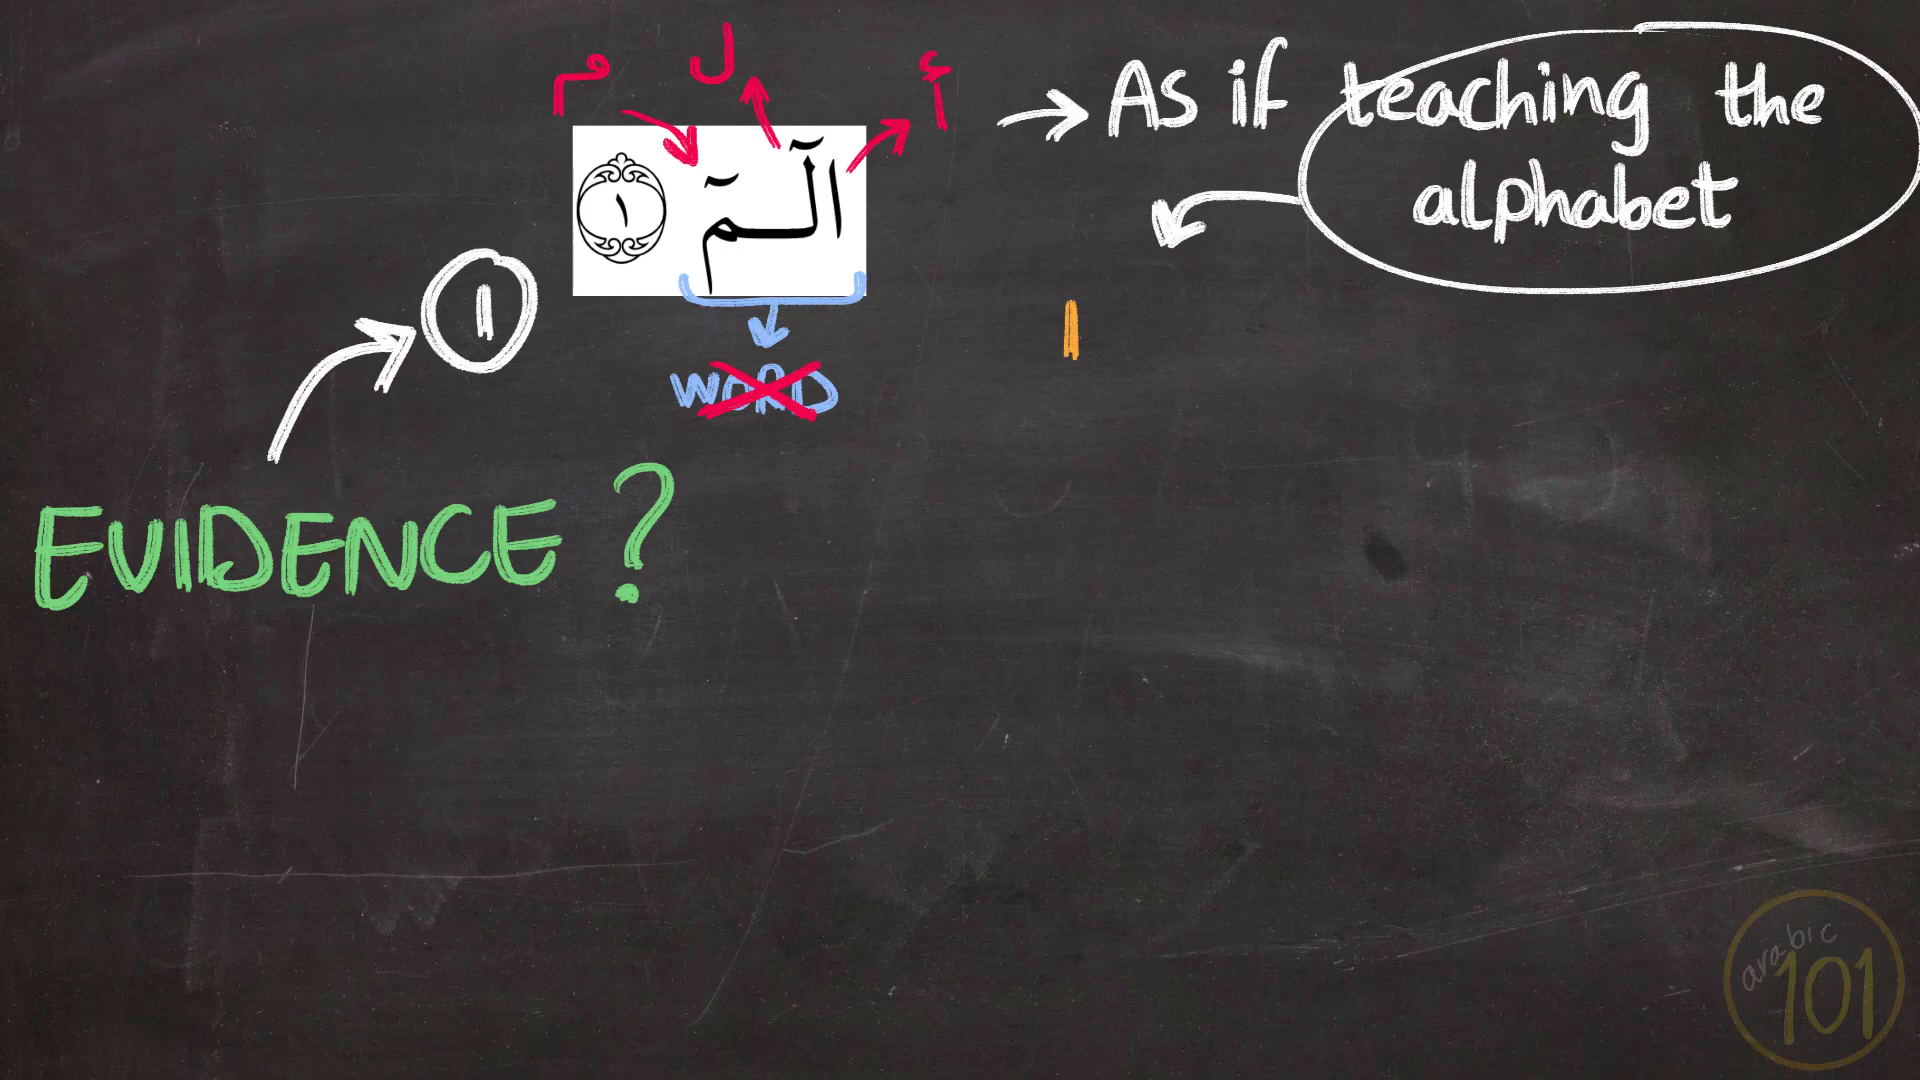 م ل أ
As if teaching the
alphabet
الٓمٓ ١
1
WORD
ا
EVIDENCE ?
arabic
101